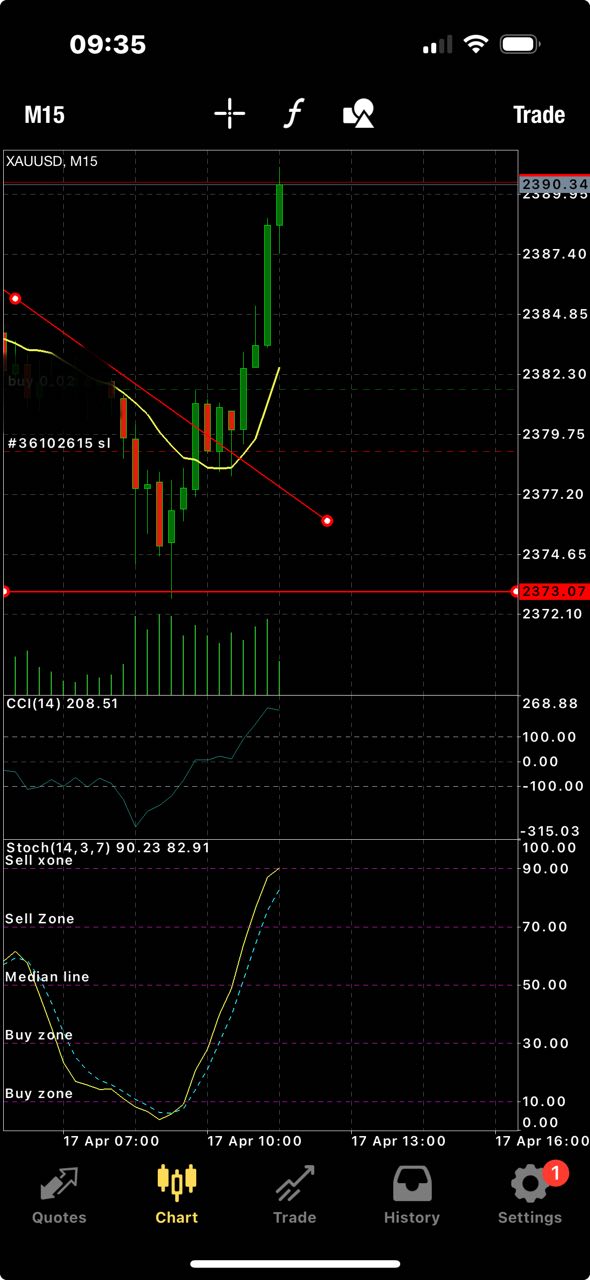 09:35
M15
f
Trade
XAUUSD, M15
2390.34
2389.95
2387.40
2384.85
buy 0.02
2382.30
#36102615 sl
2379.75
2377.20
2374.65
2373.07
2372.10
CCI(14) 208.51
268.88
100.00
0.00
-100.00
-315.03
Stoch(14,3,7) 90.23 82.91
100.00
Sell xone
90.00
Sell Zone
70.00
Median line
50.00
Buy zone
30.00
Buy zone
10.00
0.00
17 Apr 07:00 17 Apr 10:00 17 Apr 13:00 17 Apr 16:00
1
Quotes Chart Trade History Settings